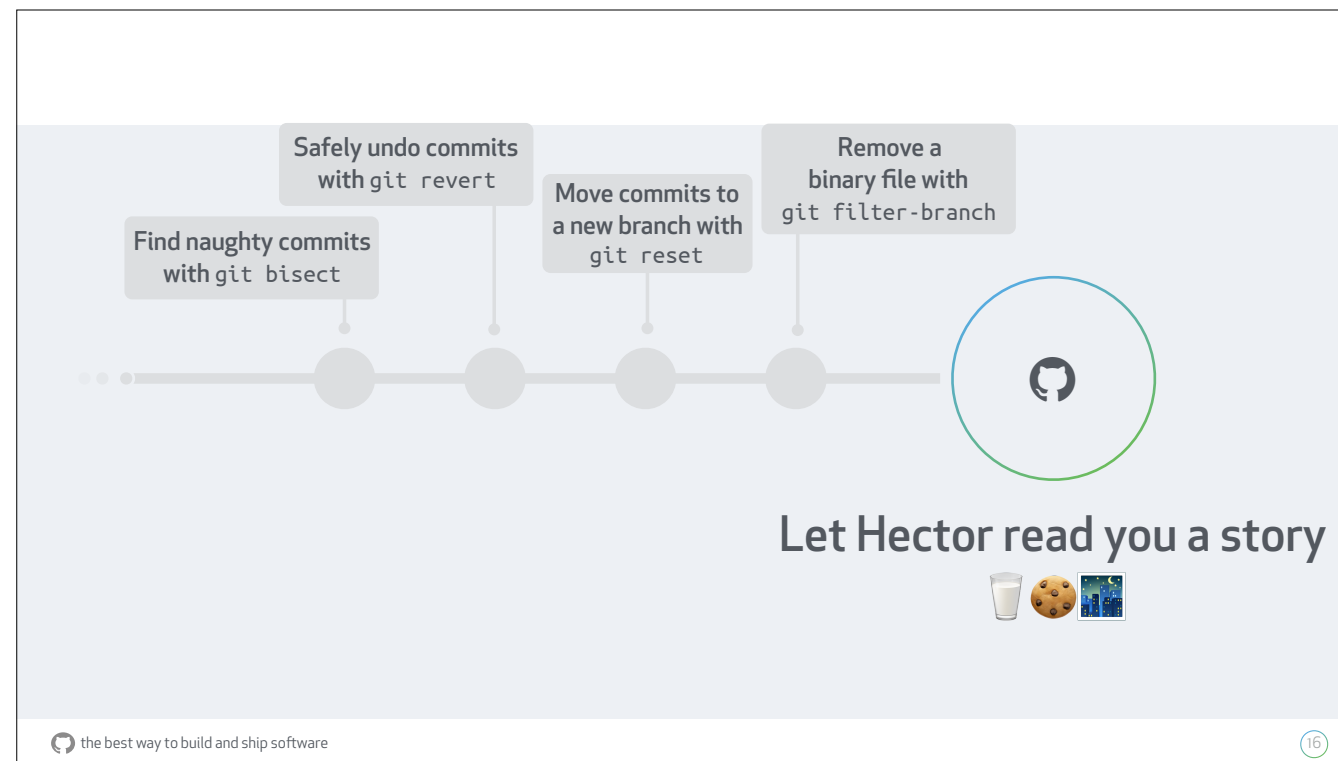 Safely undo commits
with git revert
Remove a
binary file with
git filter-branch
Move commits to
a new branch with
git reset
Find naughty commits
with git bisect
Let Hector read you a story
the best way to build and ship software
16